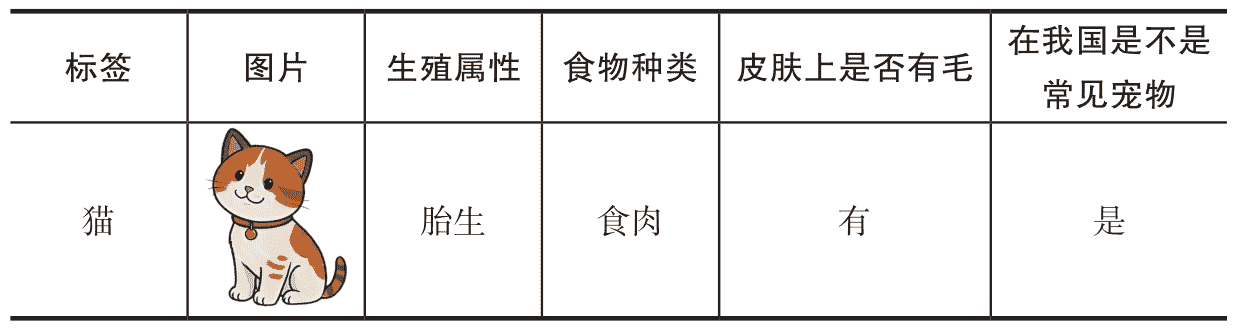 标签 图片 生殖属性 食物种类 皮肤上是否有毛 在我国是不是
常见宠物
猫 胎生 食肉 有 是